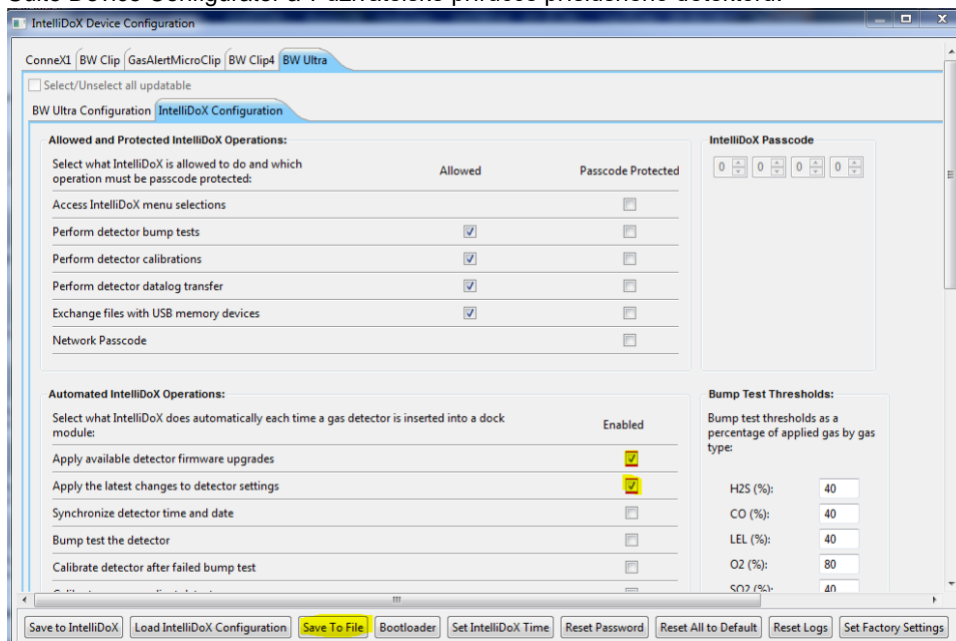 IntelliDoX Device Configuration
ConneX1 BW Clip GasAlertMicroClip BW Clip4 BW Ultra
Select/Unselect all updatable
BW Ultra Configuration IntelliDoX Configuration
Allowed and Protected IntelliDoX Operations:
Select what IntelliDoX is allowed to do and which
operation must be passcode protected:
Allowed
Passcode Protected
Access IntelliDoX menu selections
Perform detector bump tests
Perform detector calibrations
Perform detector datalog transfer
Exchange files with USB memory devices
Network Passcode
IntelliDoX Passcode
0 0 0 0
Automated IntelliDoX Operations:
Select what IntelliDoX does automatically each time a gas detector is inserted into a dock
module:
Enabled
Apply available detector firmware upgrades
Apply the latest changes to detector settings
Synchronize detector time and date
Bump test the detector
Calibrate detector after failed bump test
Bump Test Thresholds:
Bump test thresholds as a
percentage of applied gas by gas
type:
H2S (%): 40
CO (%): 40
LEL (%): 40
O2 (%): 80
SO2 (%): 40
Save to IntelliDoX Load IntelliDoX Configuration Save To File Bootloader Set IntelliDoX Time Reset Password Reset All to Default Reset Logs Set Factory Settings